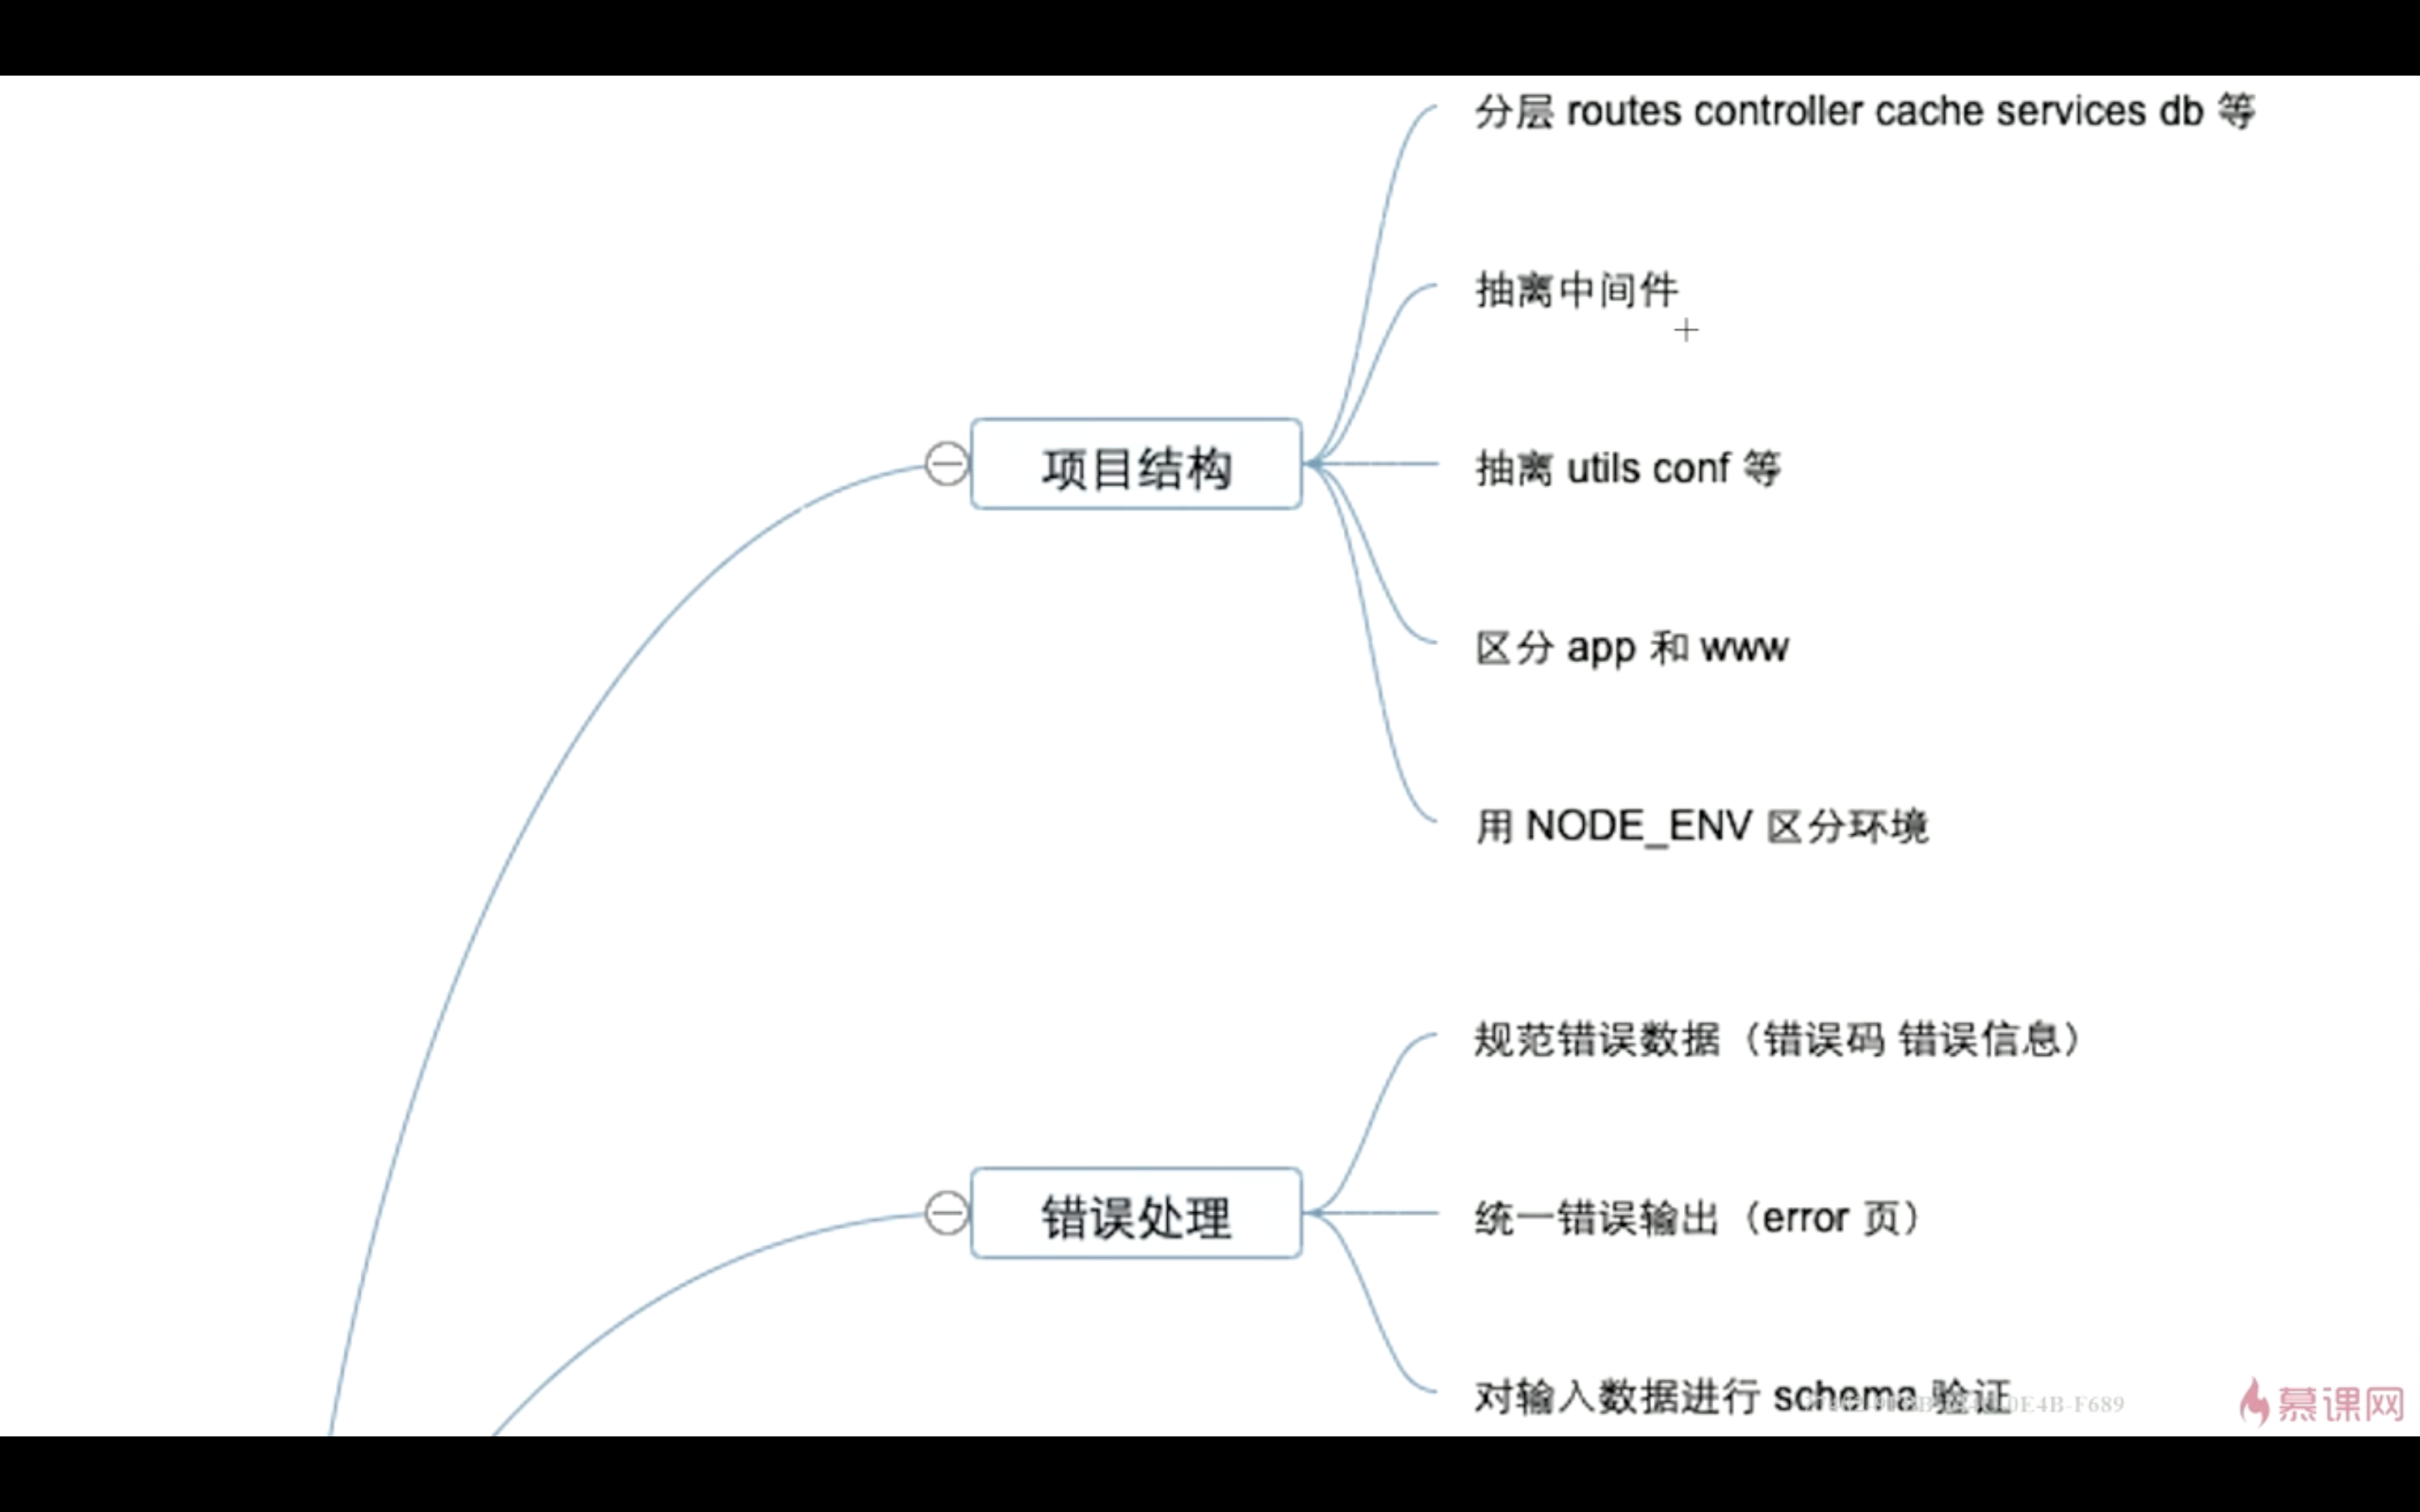 分层 routes controller cache services db 等
抽离中间件
项目结构
抽离 utils conf 等
区分 app 和 www
用 NODE_ENV 区分环境
规范错误数据（错误码 错误信息）
错误处理
统一错误输出（error 页）
对输入数据进行 schema 验证
0E4B-F689
慕课网